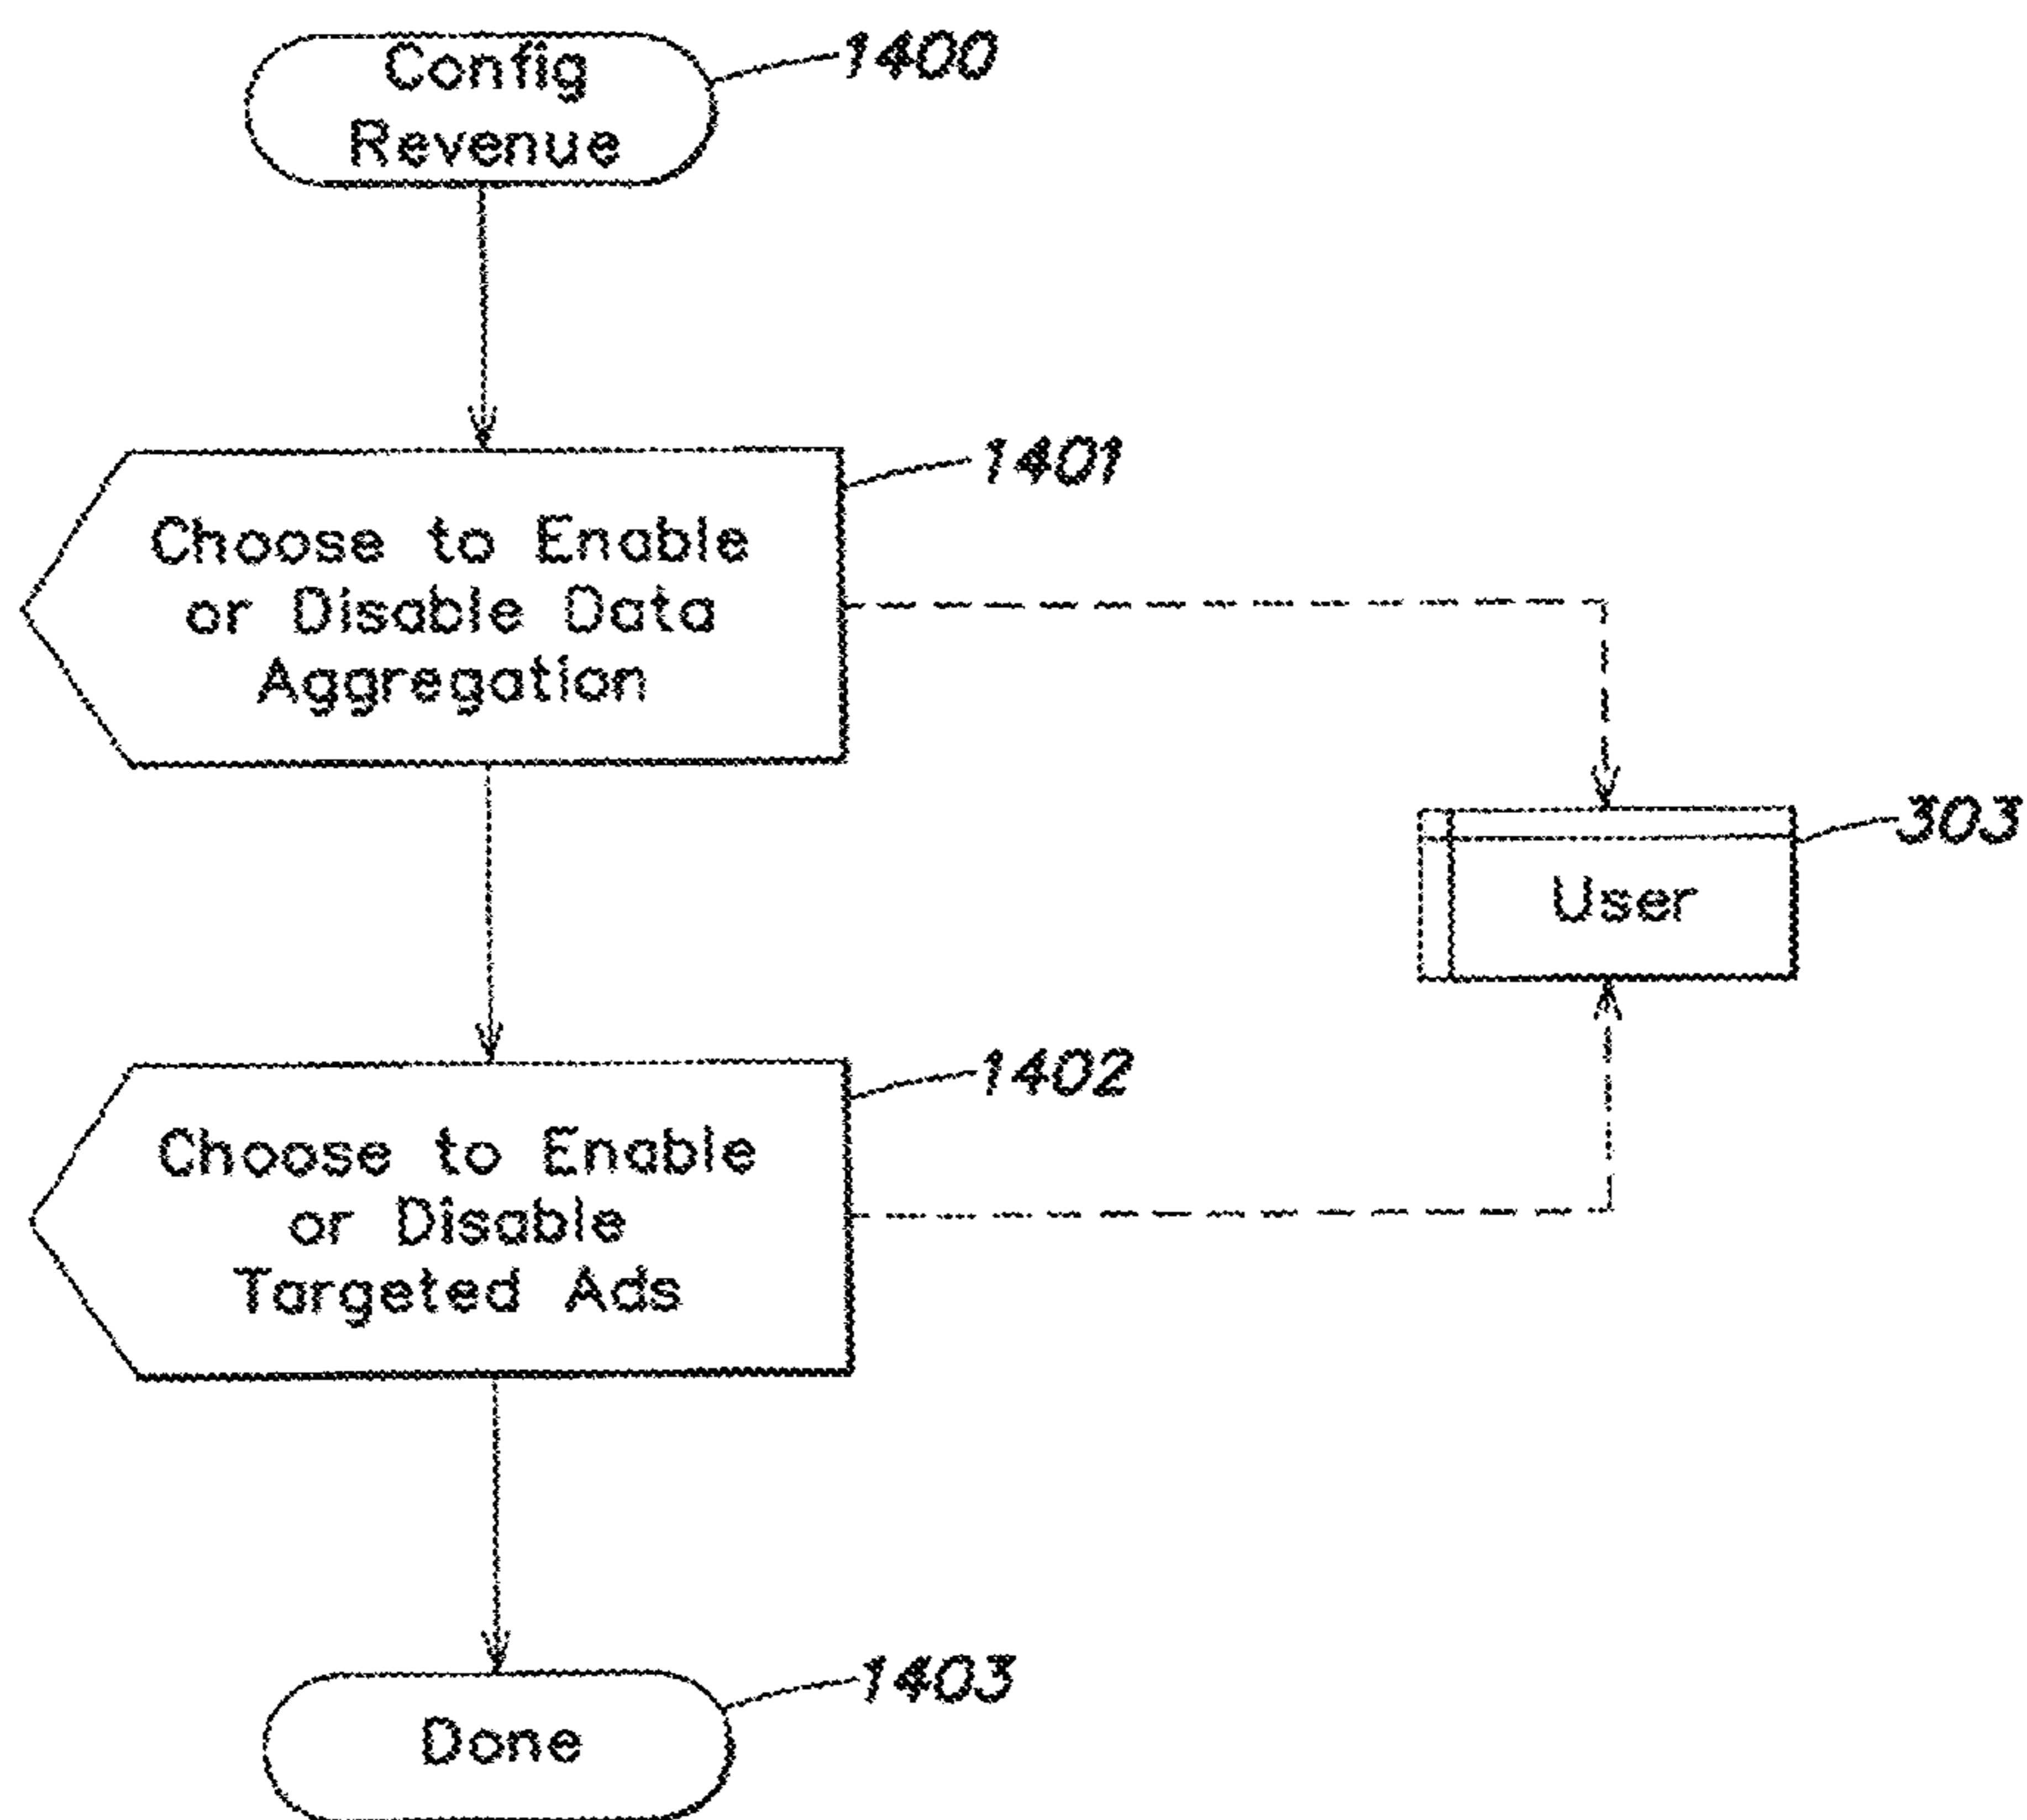 Config
Revenue
1400
1401
Choose to Enable
or Disable Data
Aggregation
303
User
1402
Choose to Enable
or Disable
Targeted Ads
1403
Done